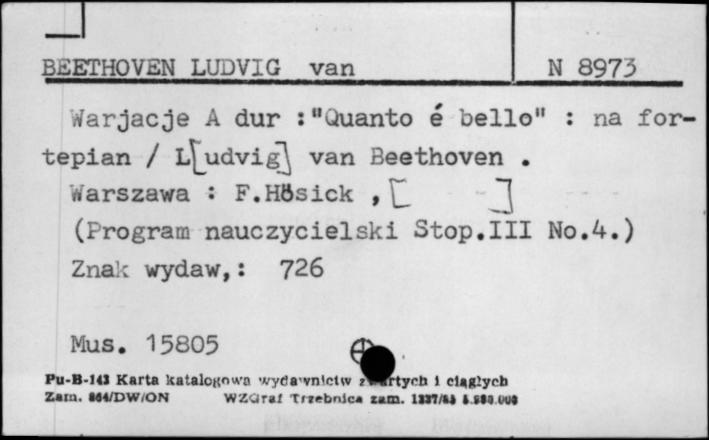 BEETHOVEN LUDVIG van N 8973
Warjacje A dur :"Quanto é bello" : na for-
tepian / L[udvig] van Beethoven .
Warszawa : F.Hösick , [ - ]
(Program nauczycielski Stop.III No.4.)
Znak wydaw,: 726
Mus. 15805
Pu-B-143 Karta katalogowa wydawnictw zwartych i ciągłych
Zam. 864/DW/ON WZGraf Trzebnica zam.